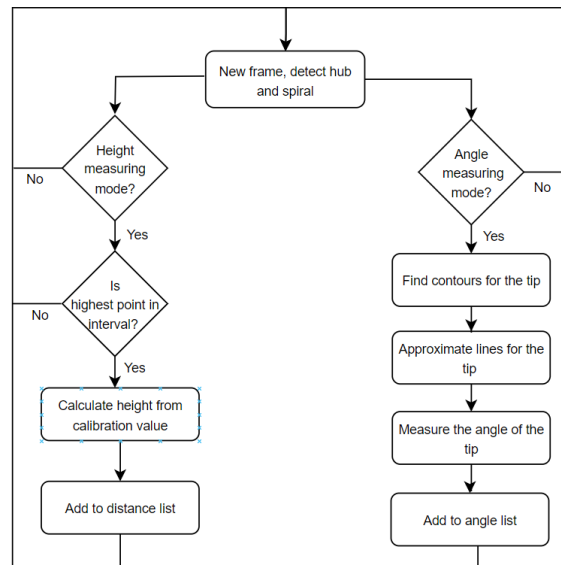 New frame, detect hub
and spiral
Height
measuring
mode?
No
Yes
Is
highest point in
interval?
No
Yes
Calculate height from
calibration value
Add to distance list
Angle
measuring
mode?
No
Yes
Find contours for the tip
Approximate lines for the
tip
Measure the angle of the
tip
Add to angle list